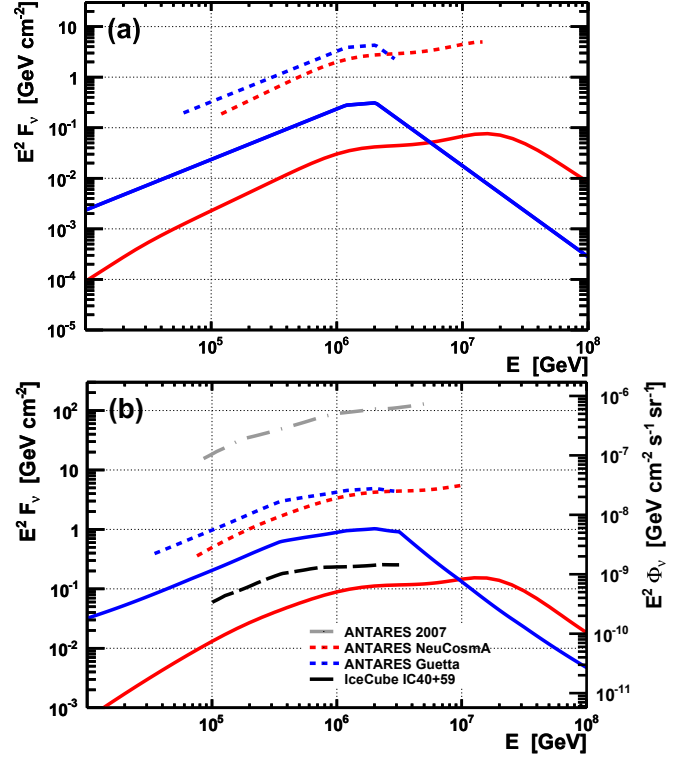 (a)
E² Fν [GeV cm⁻²]
10
1
10⁻¹
10⁻²
10⁻³
10⁻⁴
10⁻⁵
10⁵ 10⁶ 10⁷ 10⁸
E [GeV]
(b)
E² Fν [GeV cm⁻²]
10²
10
1
10⁻¹
10⁻²
10⁻³
E² Φν [GeV cm⁻² s⁻¹ sr⁻¹]
10⁻⁶
10⁻⁷
10⁻⁸
10⁻⁹
10⁻¹⁰
10⁻¹¹
ANTARES 2007
ANTARES NeuCosmA
ANTARES Guetta
IceCube IC40+59
10⁵ 10⁶ 10⁷ 10⁸
E [GeV]